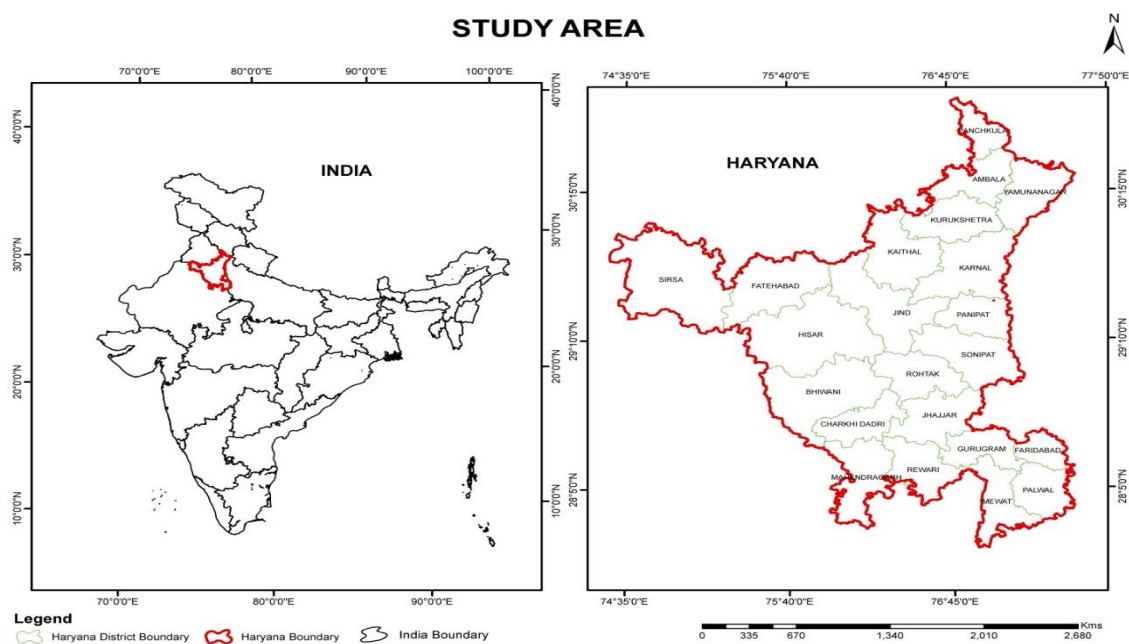 STUDY AREA
N
70°0'0"E 80°0'0"E 90°0'0"E 100°0'0"E
74°35'0"E 75°40'0"E 76°45'0"E 77°50'0"E
40°0'0"N
40°0'0"N
INDIA
HARYANA
PANCHKULA
AMBALA
YAMUNANAGAR
30°15'0"N
30°15'0"N
KURUKSHETRA
30°0'0"N
30°0'0"N
KAITHAL
KARNAL
SIRSA
FATEHABAD
JIND
PANIPAT
HISAR
29°10'0"N
29°10'0"N
SONIPAT
20°0'0"N
20°0'0"N
ROHTAK
BHIWANI
JHAJJAR
CHARKHI DADRI
GURUGRAM
FARIDABAD
MAHENDRAGARH
REWARI
28°5'0"N
28°5'0"N
PALWAL
MEWAT
10°0'0"N
10°0'0"N
70°0'0"E 80°0'0"E 90°0'0"E
74°35'0"E 75°40'0"E 76°45'0"E
Legend
Haryana District Boundary Haryana Boundary India Boundary
Kms
0 335 670 1,340 2,010 2,680